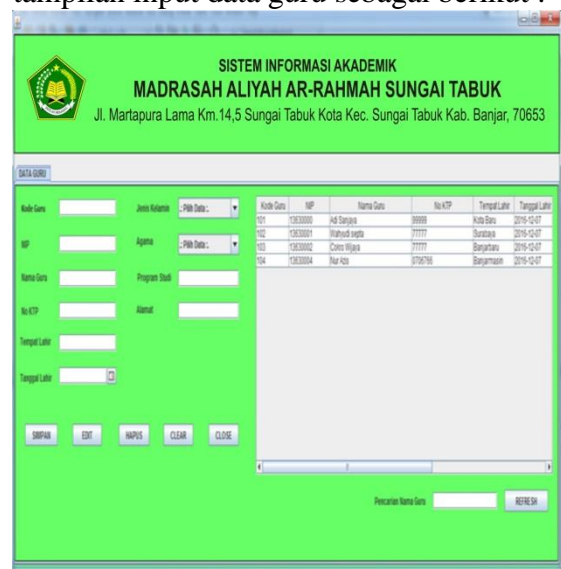 tampilan input data guru sebagai berikut :
SISTEM INFORMASI AKADEMIK
MADRASAH ALIYAH AR-RAHMAH SUNGAI TABUK
Jl. Martapura Lama Km.14,5 Sungai Tabuk Kota Kec. Sungai Tabuk Kab. Banjar, 70653
DATA GURU
Kode Guru
Jenis Kelamin .: Pilih Data :.
NIP
Agama .: Pilih Data :.
Nama Guru
Program Studi
No KTP
Alamat
Tempat Lahir
Tanggal Lahir
SIMPAN EDIT HAPUS CLEAR CLOSE
Kode Guru NIP Nama Guru No KTP Tempat Lahir Tanggal Lahir
101 13630000 Adi Sanjaya 99999 Kota Baru 2016-12-07
102 13630001 Wahyudi septa 77777 Surabaya 2016-12-07
103 13630002 Wijaya 77777 Banjarbaru 2016-12-07
104 13630004 Nur Azis Banjarmasin 2016-12-07
Pencarian Nama Guru REFRESH